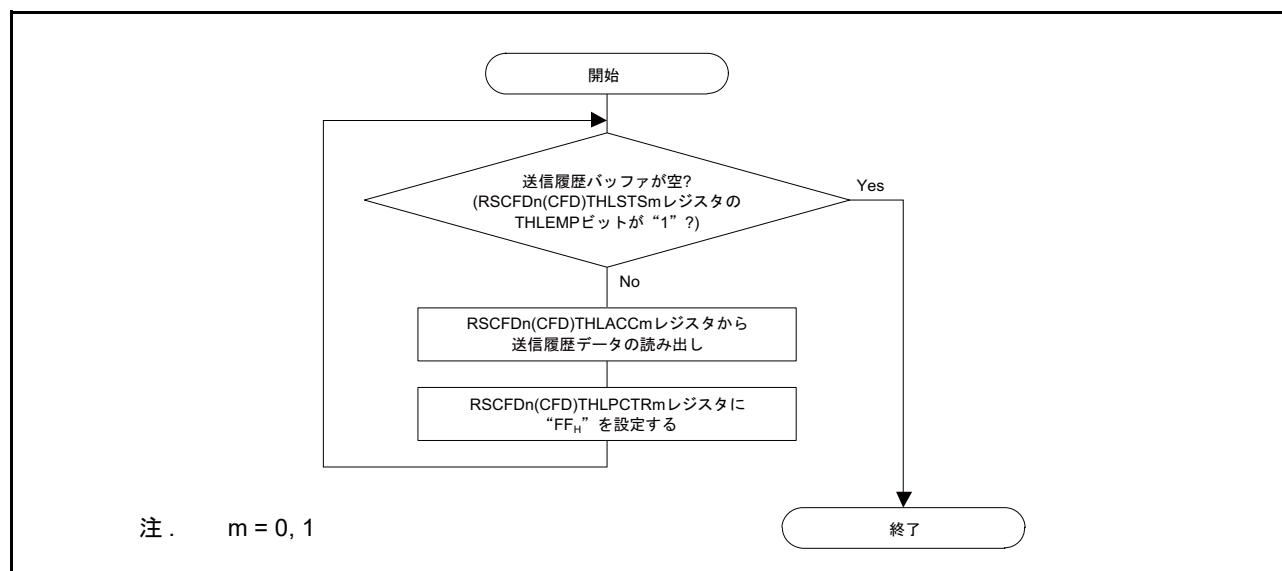 開始
送信履歴バッファが空?
(RSCFDn(CFD)THLSTSmレジスタの
THLEMPビットが“1”?)
Yes
No
RSCFDn(CFD)THLACCmレジスタから
送信履歴データの読み出し
RSCFDn(CFD)THLPCTRmレジスタに
“FFH”を設定する
注. m = 0, 1
終了